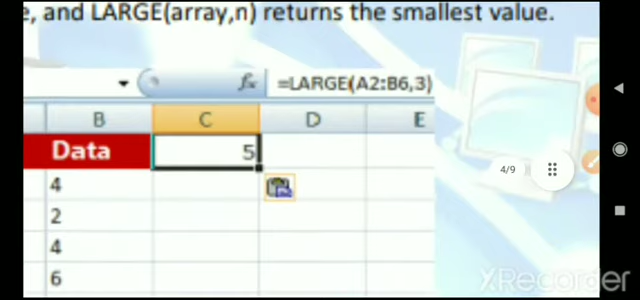 e, and LARGE(array,n) returns the smallest value.
fx =LARGE(A2:B6,3)
B C D E
Data 5
4
4/9
2
4
6
XRecorder